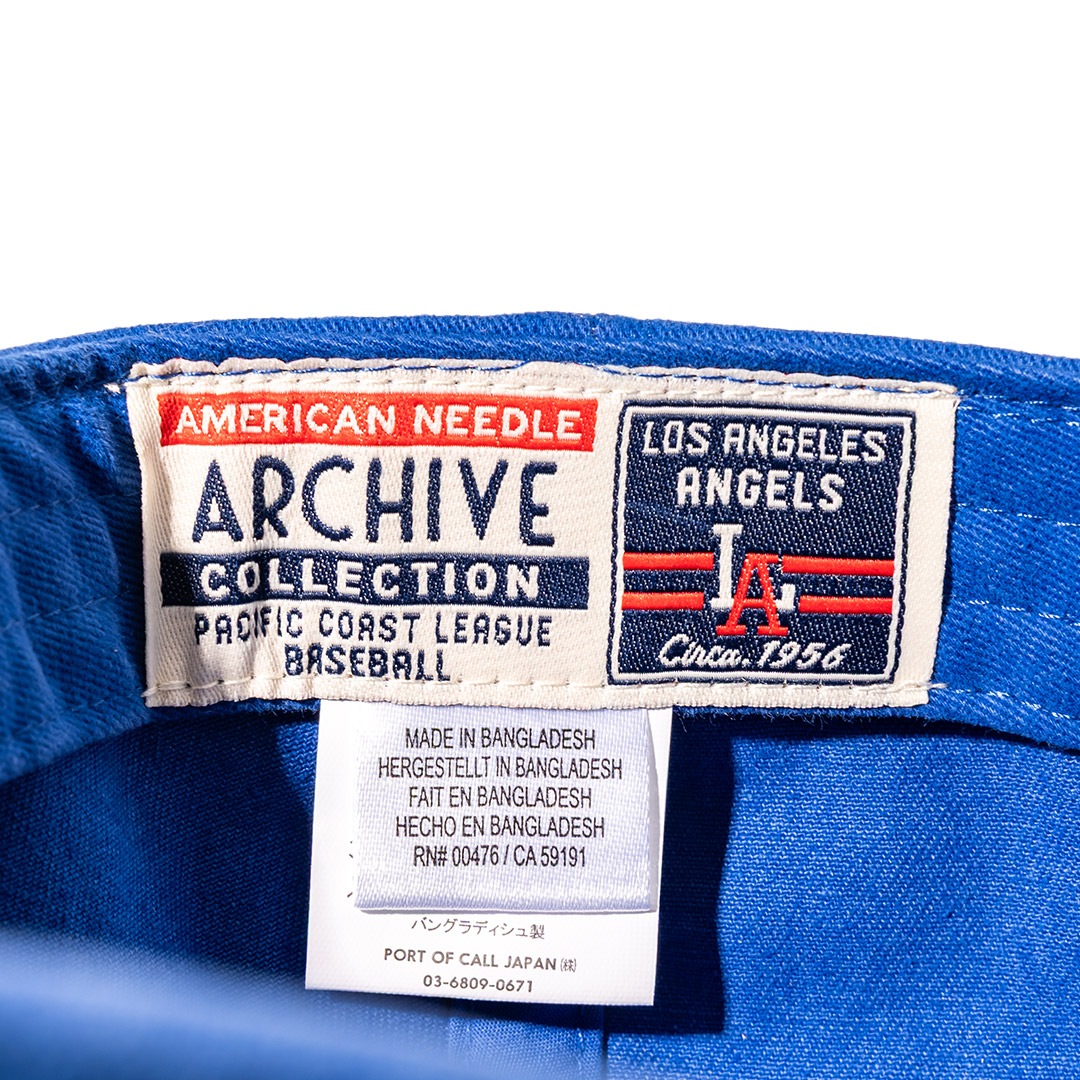 AMERICAN NEEDLE
ARCHIVE
COLLECTION
PACIFIC COAST LEAGUE
BASEBALL
LOS ANGELES
ANGELS
LA
Circa. 1956
MADE IN BANGLADESH
HERGESTELLT IN BANGLADESH
FAIT EN BANGLADESH
HECHO EN BANGLADESH
RN# 00476 / CA 59191
バングラディシュ製
PORT OF CALL JAPAN ㈱
03-6809-0671